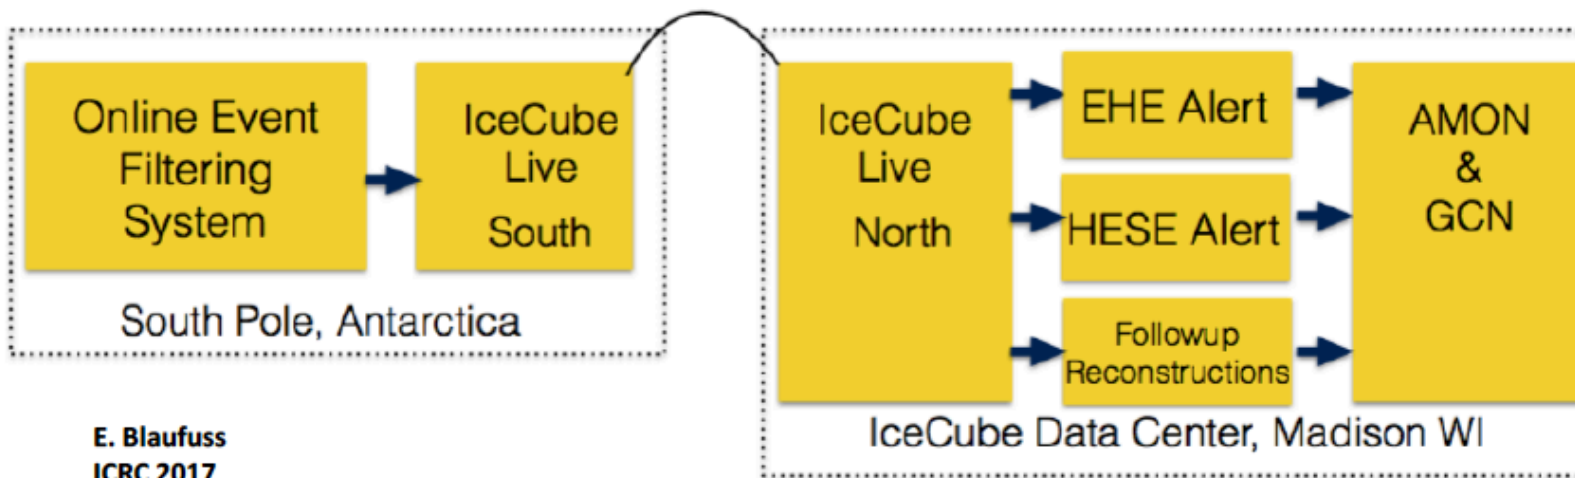 Online Event
Filtering
System
IceCube
Live
South
South Pole, Antarctica
IceCube
Live
North
EHE Alert
HESE Alert
Followup
Reconstructions
AMON
&
GCN
IceCube Data Center, Madison WI
E. Blaufuss
ICRC 2017